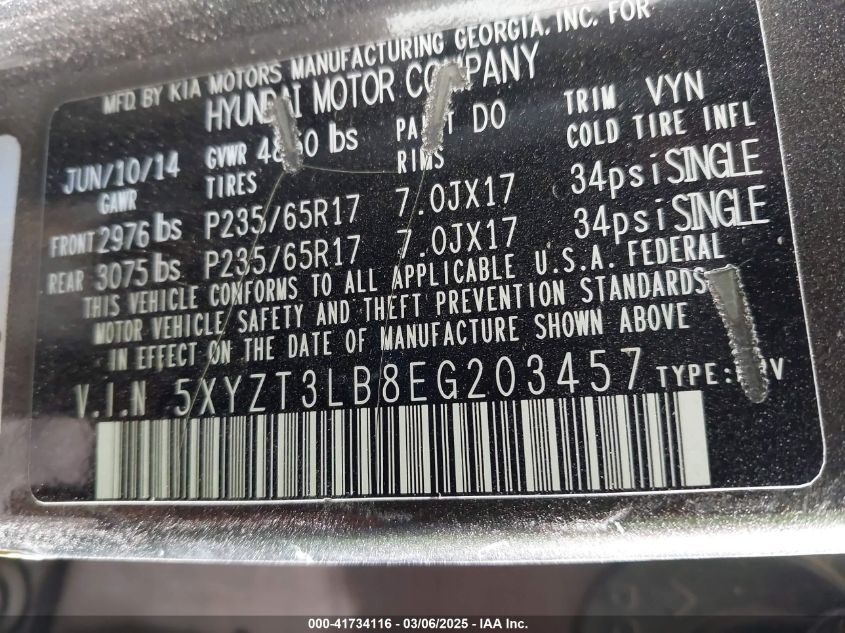 MFD. BY KIA MOTORS MANUFACTURING GEORGIA, INC. FOR
HYUNDAI MOTOR COMPANY
JUN/10/14 GVWR lbs PAINT DO TRIM VYN
GAWR TIRES RIMS COLD TIRE INFL
FRONT 2976 lbs P235/65R17 7.0JX17 34psi SINGLE
REAR 3075 lbs P235/65R17 7.0JX17 34psi SINGLE
THIS VEHICLE CONFORMS TO ALL APPLICABLE U.S.A. FEDERAL
MOTOR VEHICLE SAFETY AND THEFT PREVENTION STANDARDS
IN EFFECT ON THE DATE OF MANUFACTURE SHOWN ABOVE
V.I.N 5XYZT3LB8EG203457 TYPE:
000-41734116 — 03/06/2025 — IAA Inc.